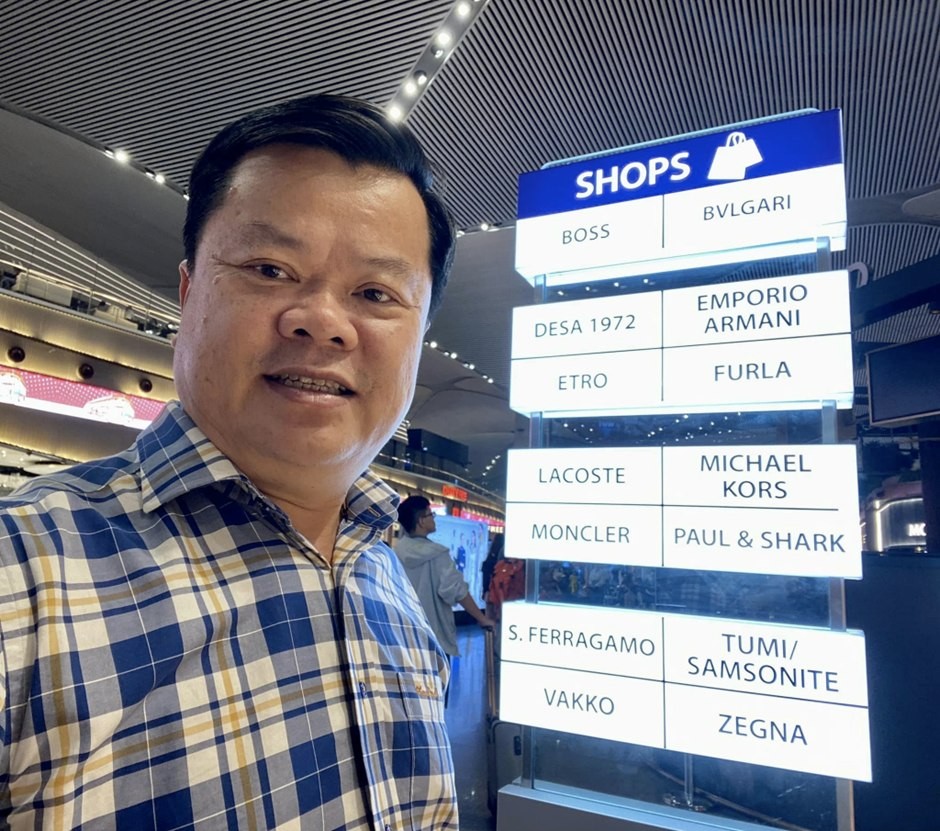 SHOPS
BOSS
BVLGARI
DESA 1972
EMPORIO
ARMANI
ETRO
FURLA
LACOSTE
MICHAEL
KORS
MONCLER
PAUL & SHARK
S. FERRAGAMO
TUMI/
SAMSONITE
VAKKO
ZEGNA